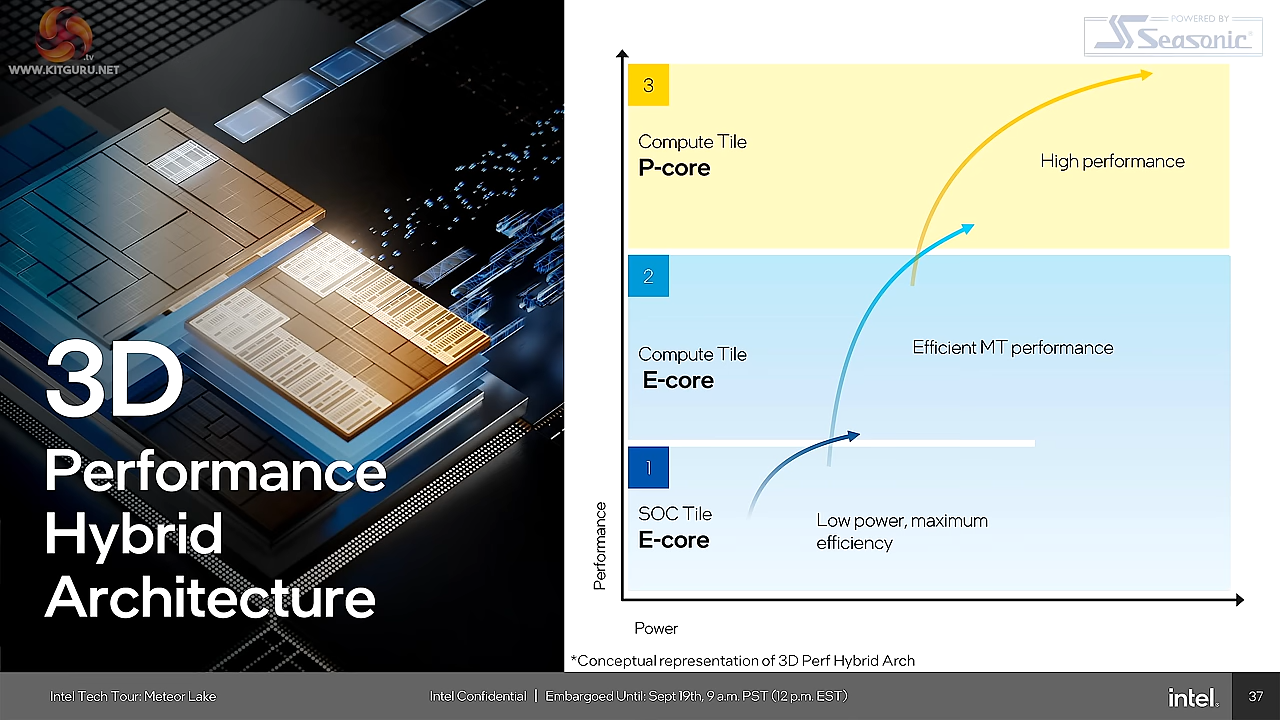 .tv
WWW.KITGURU.NET
POWERED BY
Seasonic
3D
Performance
Hybrid
Architecture
3
Compute Tile
P-core
High performance
2
Compute Tile
E-core
Efficient MT performance
1
SOC Tile
E-core
Low power, maximum
efficiency
Performance
Power
*Conceptual representation of 3D Perf Hybrid Arch
Intel Tech Tour: Meteor Lake
Intel Confidential | Embargoed Until: Sept 19th, 9 a.m. PST (12 p.m. EST)
intel.
37